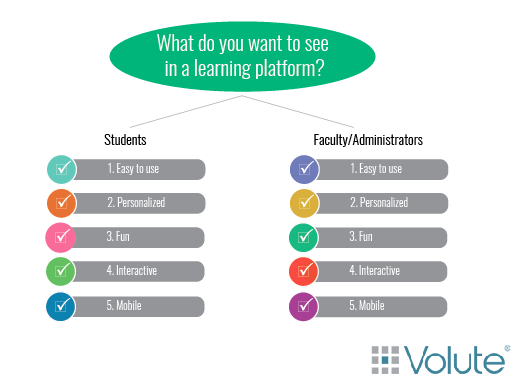 What do you want to see
in a learning platform?
Students
1. Easy to use
2. Personalized
3. Fun
4. Interactive
5. Mobile
Faculty/Administrators
1. Easy to use
2. Personalized
3. Fun
4. Interactive
5. Mobile
Volute®